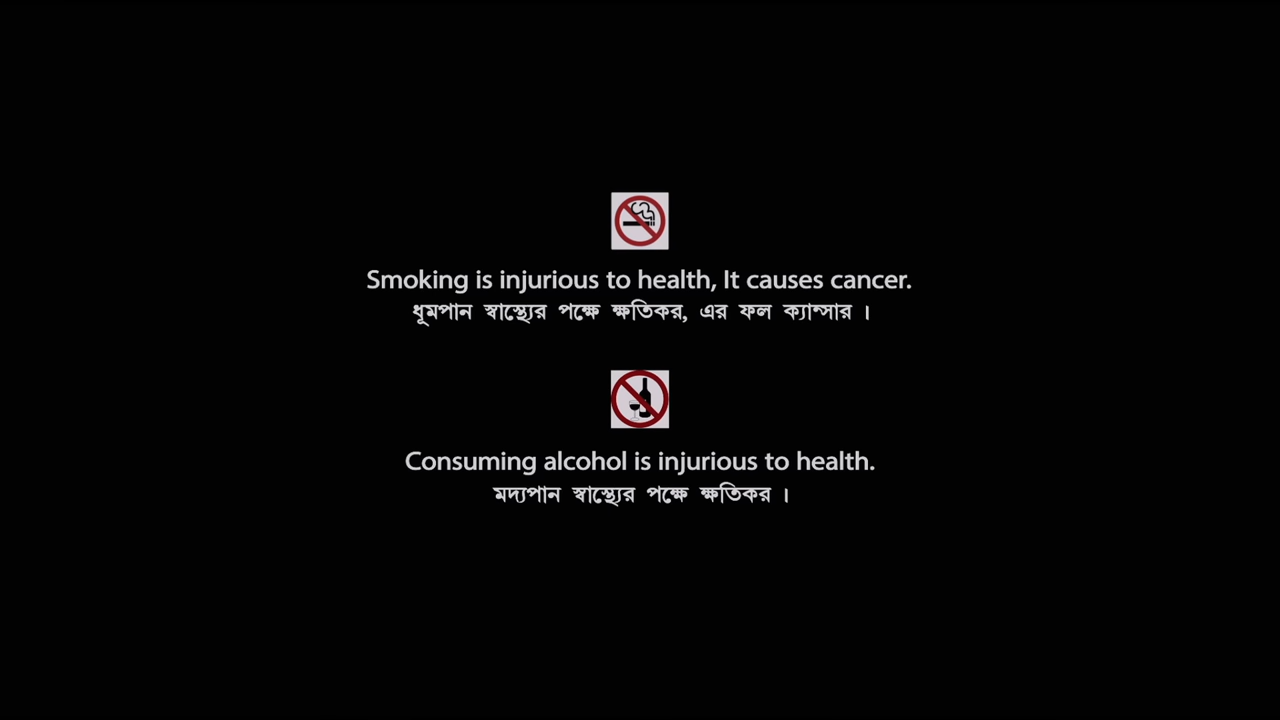 Smoking is injurious to health, It causes cancer.
ধূমপান স্বাস্থ্যের পক্ষে ক্ষতিকর, এর ফল ক্যান্সার ।
Consuming alcohol is injurious to health.
মদ্যপান স্বাস্থ্যের পক্ষে ক্ষতিকর ।